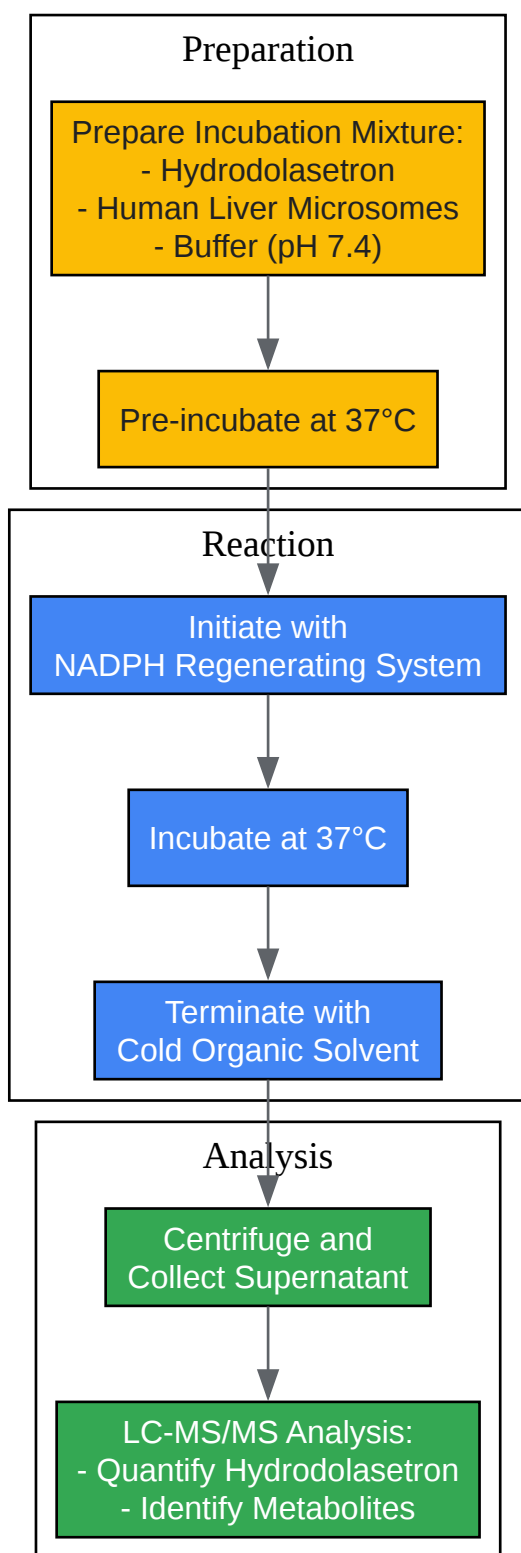 Preparation
Prepare Incubation Mixture:
- Hydrodolasetron
- Human Liver Microsomes
- Buffer (pH 7.4)
Pre-incubate at 37°C
Reaction
Initiate with
NADPH Regenerating System
Incubate at 37°C
Terminate with
Cold Organic Solvent
Analysis
Centrifuge and
Collect Supernatant
LC-MS/MS Analysis:
- Quantify Hydrodolasetron
- Identify Metabolites